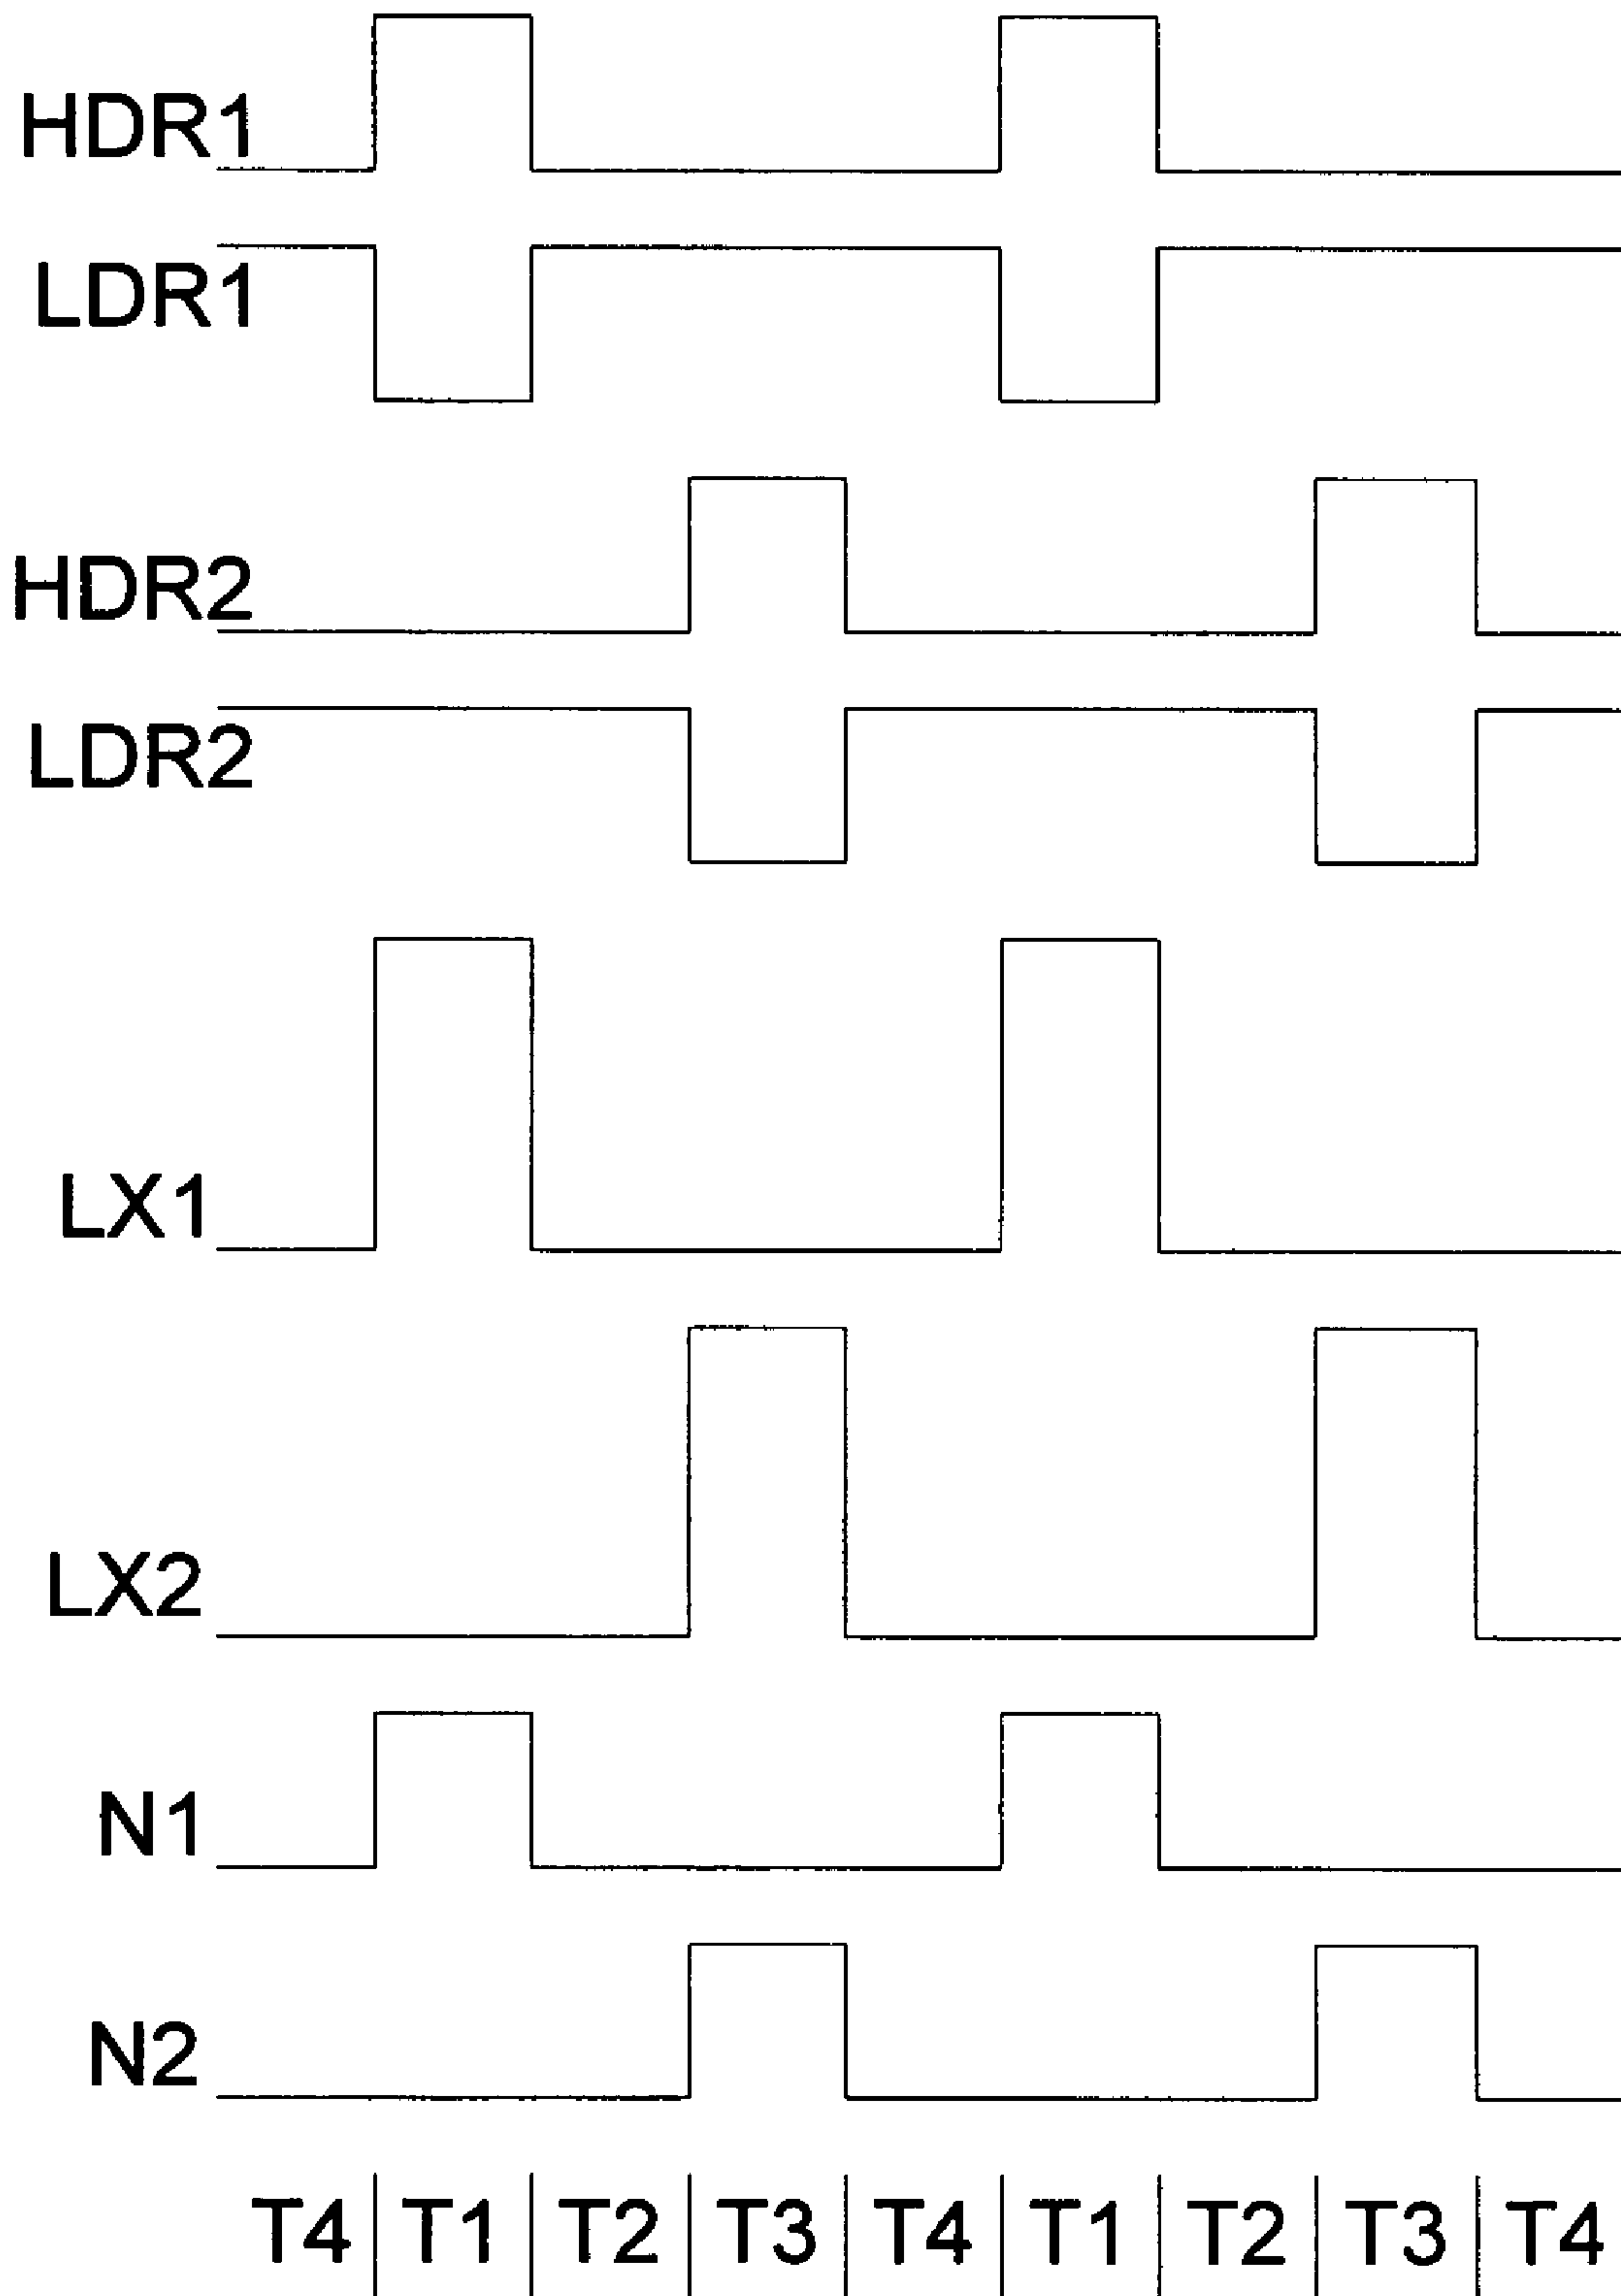 HDR1
LDR1
HDR2
LDR2
LX1
LX2
N1
N2
T4 T1 T2 T3 T4 T1 T2 T3 T4